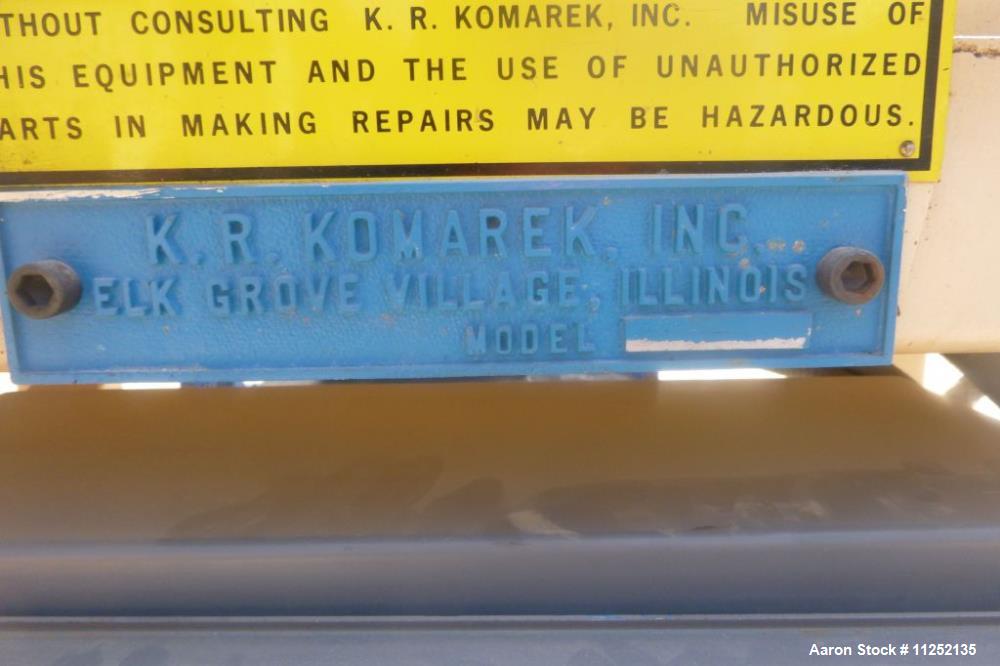 THOUT CONSULTING K. R. KOMAREK, INC. MISUSE OF
HIS EQUIPMENT AND THE USE OF UNAUTHORIZED
ARTS IN MAKING REPAIRS MAY BE HAZARDOUS.
K. R. KOMAREK, INC.
ELK GROVE VILLAGE, ILLINOIS
MODEL
Aaron Stock # 11252135